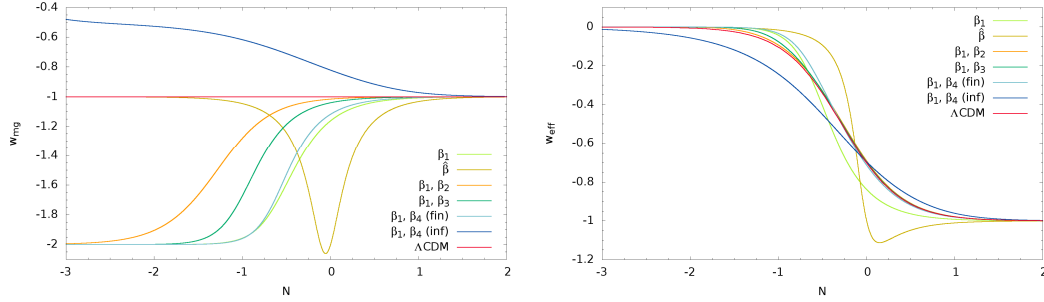 -0.4
-0.6
-0.8
-1
-1.2
-1.4
-1.6
-1.8
-2
-3
-2
-1
0
1
2
w_mg
N
β₁
β̂
β₁, β₂
β₁, β₃
β₁, β₄ (fin)
β₁, β₄ (inf)
ΛCDM
0
-0.2
-0.4
-0.6
-0.8
-1
-1.2
-3
-2
-1
0
1
2
w_eff
N
β₁
β̂
β₁, β₂
β₁, β₃
β₁, β₄ (fin)
β₁, β₄ (inf)
ΛCDM